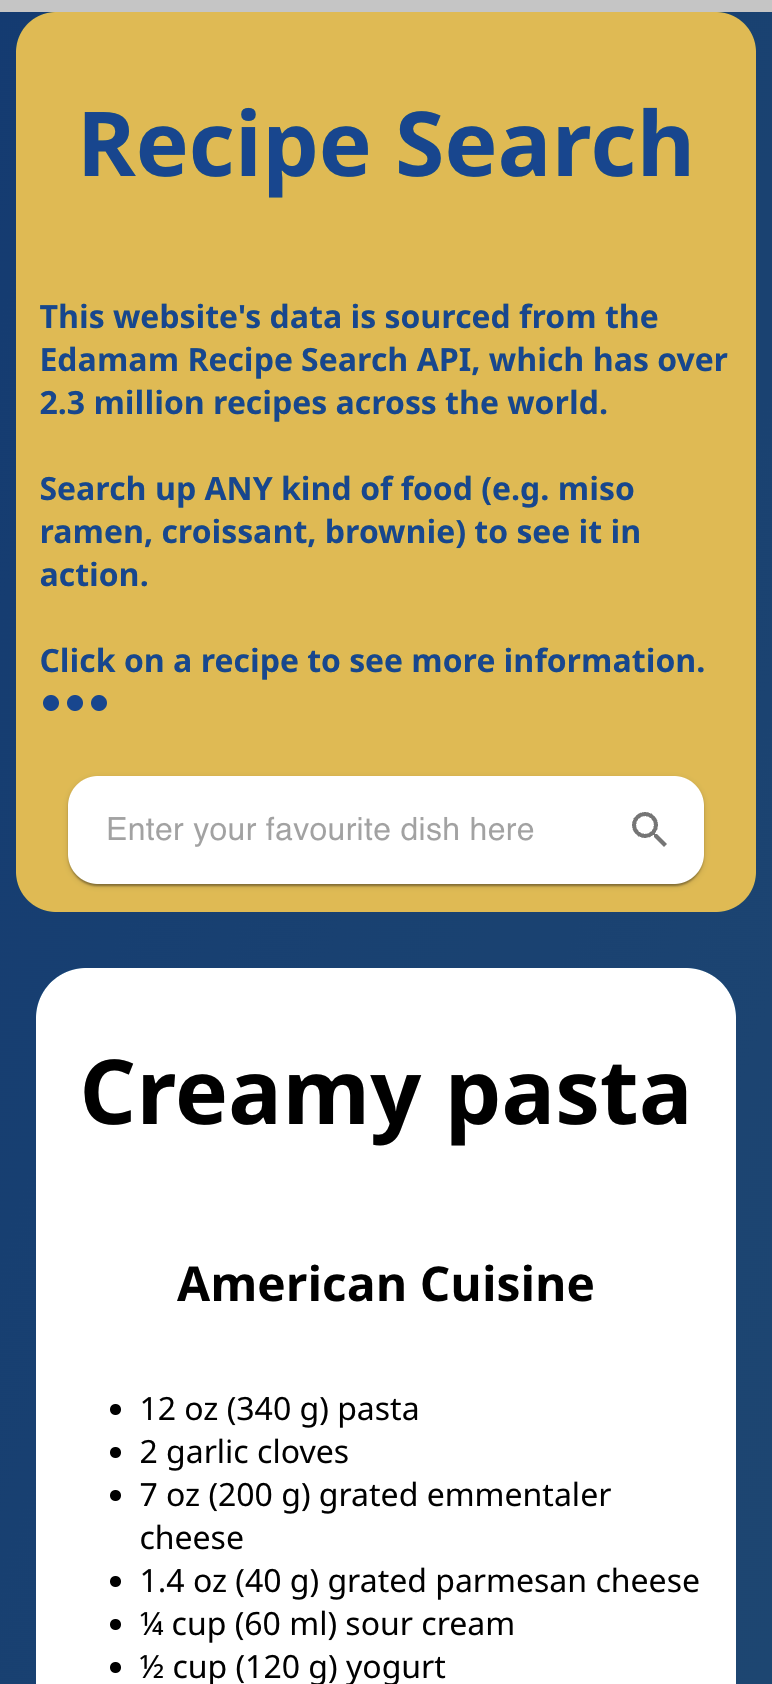 Recipe Search
This website's data is sourced from the
Edamam Recipe Search API, which has over
2.3 million recipes across the world.
Search up ANY kind of food (e.g. miso
ramen, croissant, brownie) to see it in
action.
Click on a recipe to see more information.
Enter your favourite dish here
Creamy pasta
American Cuisine
• 12 oz (340 g) pasta
• 2 garlic cloves
• 7 oz (200 g) grated emmentaler
cheese
• 1.4 oz (40 g) grated parmesan cheese
• ¼ cup (60 ml) sour cream
• ½ cup (120 g) yogurt